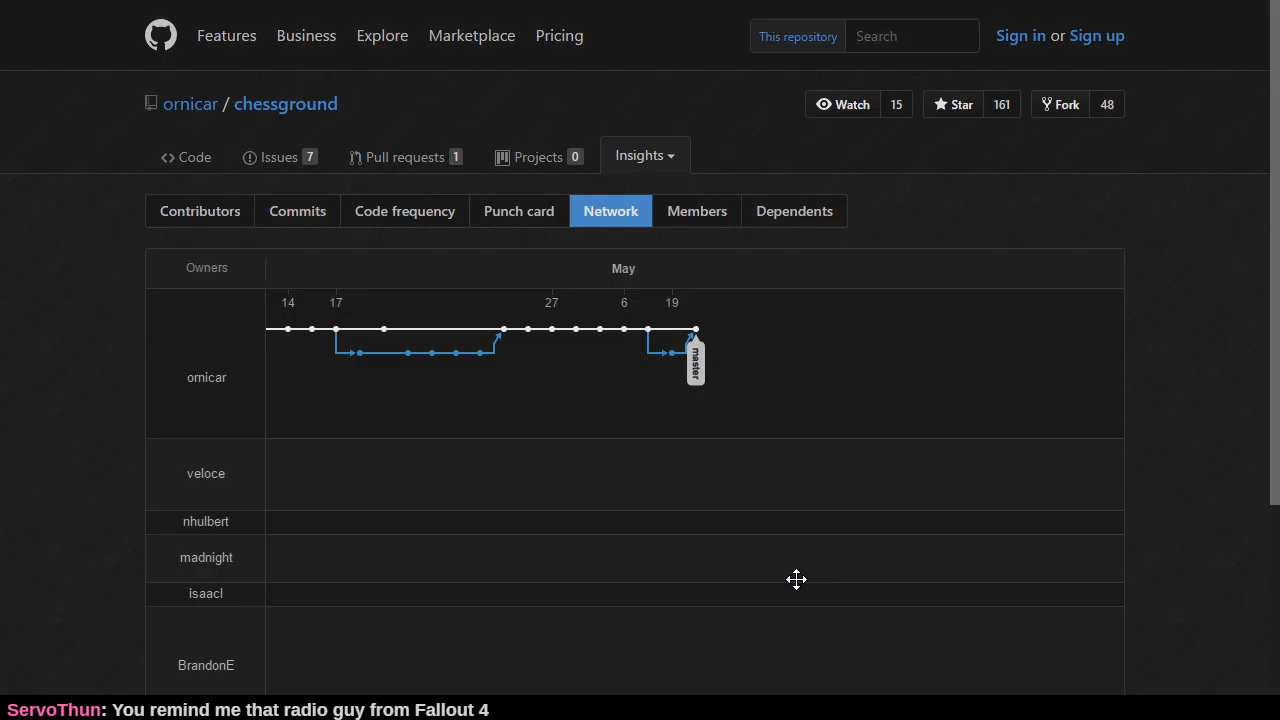 Features Business Explore Marketplace Pricing This repository Search Sign in or Sign up
ornicar / chessground Watch 15 Star 161 Fork 48
Code Issues 7 Pull requests 1 Projects 0 Insights
Contributors Commits Code frequency Punch card Network Members Dependents
Owners May
14 17 27 6 19
master
ornicar
veloce
nhulbert
madnight
isaacl
BrandonE
ServoThun: You remind me that radio guy from Fallout 4